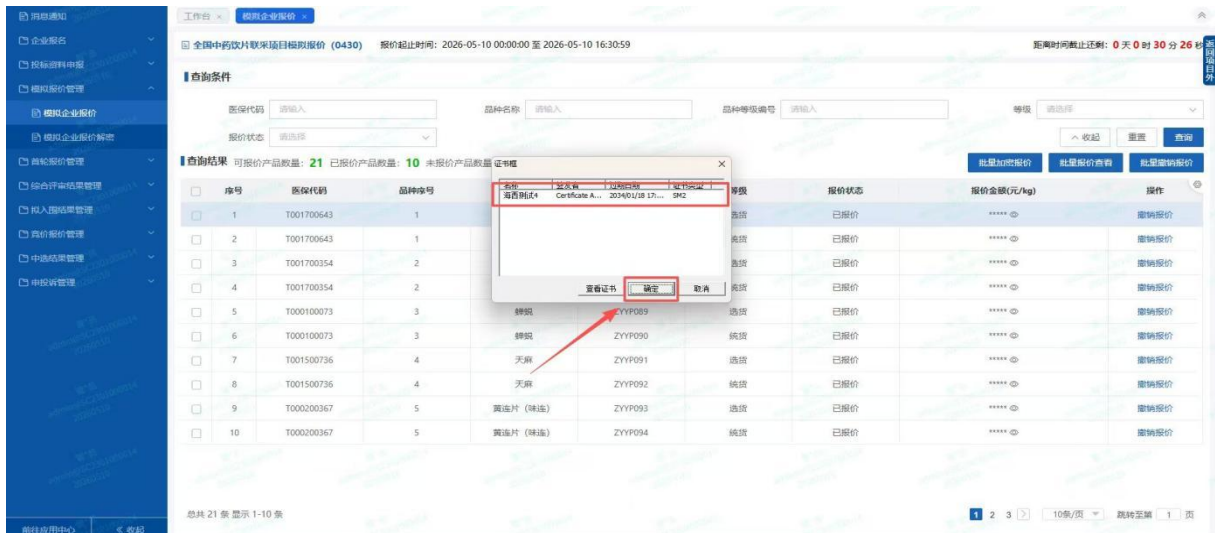 消息通知
企业报名
投标资料申报
模拟报价管理
模拟企业报价
模拟企业报价解密
首轮报价管理
综合评审结果管理
拟入围结果管理
竞价报价管理
中选结果管理
申投诉管理
前往应用中心 《 收起
工作台 × 模拟企业报价 ×
全国中药饮片联采项目模拟报价（0430） 报价起止时间：2026-05-10 00:00:00 至 2026-05-10 16:30:59 距离时间截止还剩：0 天 0 时 30 分 26 秒
返回项目外
查询条件
医保代码 请输入 品种名称 请输入 品种等级编号 请输入 等级 请选择
报价状态 请选择 收起 重置 查询
查询结果 可报价产品数量：21 已报价产品数量：10 未报价产品数量 批量加密报价 批量报价查看 批量撤销报价
证书框 ×
名称 颁发者 过期日期 证书类型
海西测试4 Certificate A... 2034/01/18 17:... SM2
查看证书 确定 取消
序号 医保代码 品种序号 等级 报价状态 报价金额(元/kg) 操作
1 T001700643 1 选货 已报价 ***** 撤销报价
2 T001700643 1 统货 已报价 ***** 撤销报价
3 T001700354 2 选货 已报价 ***** 撤销报价
4 T001700354 2 统货 已报价 ***** 撤销报价
5 T000100073 3 蝉蜕 ZYYP089 选货 已报价 ***** 撤销报价
6 T000100073 3 蝉蜕 ZYYP090 统货 已报价 ***** 撤销报价
7 T001500736 4 天麻 ZYYP091 选货 已报价 ***** 撤销报价
8 T001500736 4 天麻 ZYYP092 统货 已报价 ***** 撤销报价
9 T000200367 5 黄连片（味连） ZYYP093 选货 已报价 ***** 撤销报价
10 T000200367 5 黄连片（味连） ZYYP094 统货 已报价 ***** 撤销报价
总共 21 条 显示 1-10 条 1 2 3 > 10条/页 跳转至第 1 页